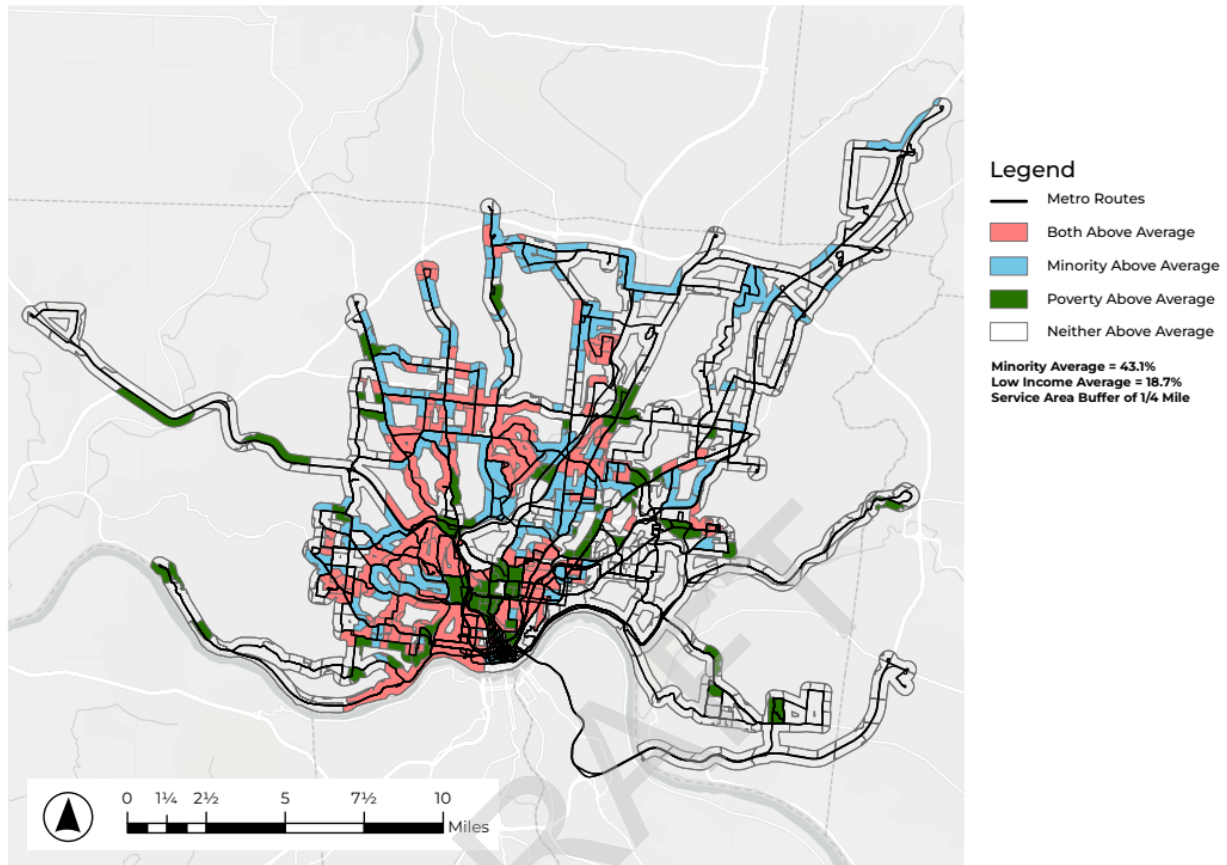 Legend
Metro Routes
Both Above Average
Minority Above Average
Poverty Above Average
Neither Above Average
Minority Average = 43.1%
Low Income Average = 18.7%
Service Area Buffer of 1/4 Mile
DRAFT
0 1¼ 2½ 5 7½ 10
Miles